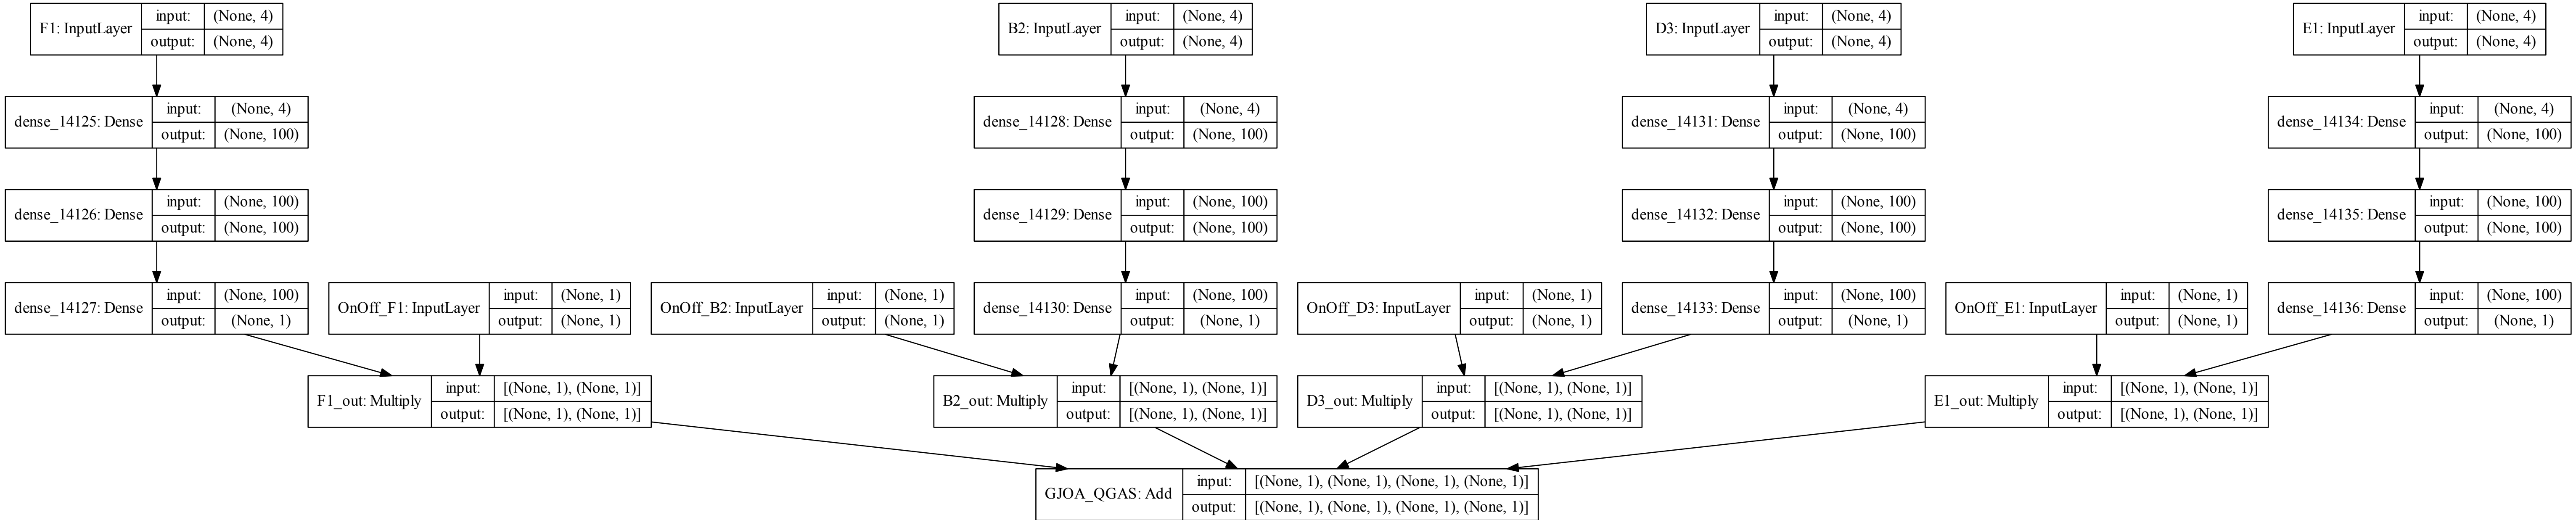 F1: InputLayer input: (None, 4)
output: (None, 4)
B2: InputLayer input: (None, 4)
output: (None, 4)
D3: InputLayer input: (None, 4)
output: (None, 4)
E1: InputLayer input: (None, 4)
output: (None, 4)
dense_14125: Dense input: (None, 4)
output: (None, 100)
dense_14128: Dense input: (None, 4)
output: (None, 100)
dense_14131: Dense input: (None, 4)
output: (None, 100)
dense_14134: Dense input: (None, 4)
output: (None, 100)
dense_14126: Dense input: (None, 100)
output: (None, 100)
dense_14129: Dense input: (None, 100)
output: (None, 100)
dense_14132: Dense input: (None, 100)
output: (None, 100)
dense_14135: Dense input: (None, 100)
output: (None, 100)
dense_14127: Dense input: (None, 100)
output: (None, 1)
OnOff_F1: InputLayer input: (None, 1)
output: (None, 1)
OnOff_B2: InputLayer input: (None, 1)
output: (None, 1)
dense_14130: Dense input: (None, 100)
output: (None, 1)
OnOff_D3: InputLayer input: (None, 1)
output: (None, 1)
dense_14133: Dense input: (None, 100)
output: (None, 1)
OnOff_E1: InputLayer input: (None, 1)
output: (None, 1)
dense_14136: Dense input: (None, 100)
output: (None, 1)
F1_out: Multiply input: [(None, 1), (None, 1)]
output: [(None, 1), (None, 1)]
B2_out: Multiply input: [(None, 1), (None, 1)]
output: [(None, 1), (None, 1)]
D3_out: Multiply input: [(None, 1), (None, 1)]
output: [(None, 1), (None, 1)]
E1_out: Multiply input: [(None, 1), (None, 1)]
output: [(None, 1), (None, 1)]
GJOA_QGAS: Add input: [(None, 1), (None, 1), (None, 1), (None, 1)]
output: [(None, 1), (None, 1), (None, 1), (None, 1)]